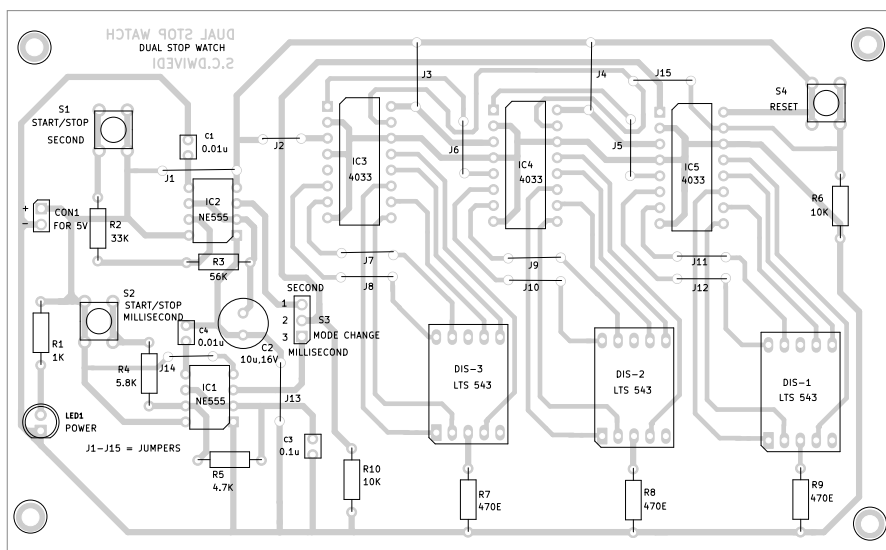 DUAL STOP WATCH
DUAL STOP WATCH
S.C.DWIVEDI
S1
START/STOP
SECOND
C1
0.01u
J1
J2
J3
J4
J15
S4
RESET
J6
J5
IC3
4033
IC4
4033
IC5
4033
IC2
NE555
+
-
CON1
FOR 5V
R2
33K
R3
56K
R6
10K
J7
J8
J9
J10
J11
J12
S2
START/STOP
MILLISECOND
SECOND
1
2
3
S3
MODE CHANGE
MILLISECOND
C2
10u,16V
C4
0.01u
R1
1K
R4
5.8K
J14
IC1
NE555
J13
DIS-3
LTS 543
DIS-2
LTS 543
DIS-1
LTS 543
LED1
POWER
J1-J15 = JUMPERS
C3
0.1u
R5
4.7K
R10
10K
R7
470E
R8
470E
R9
470E